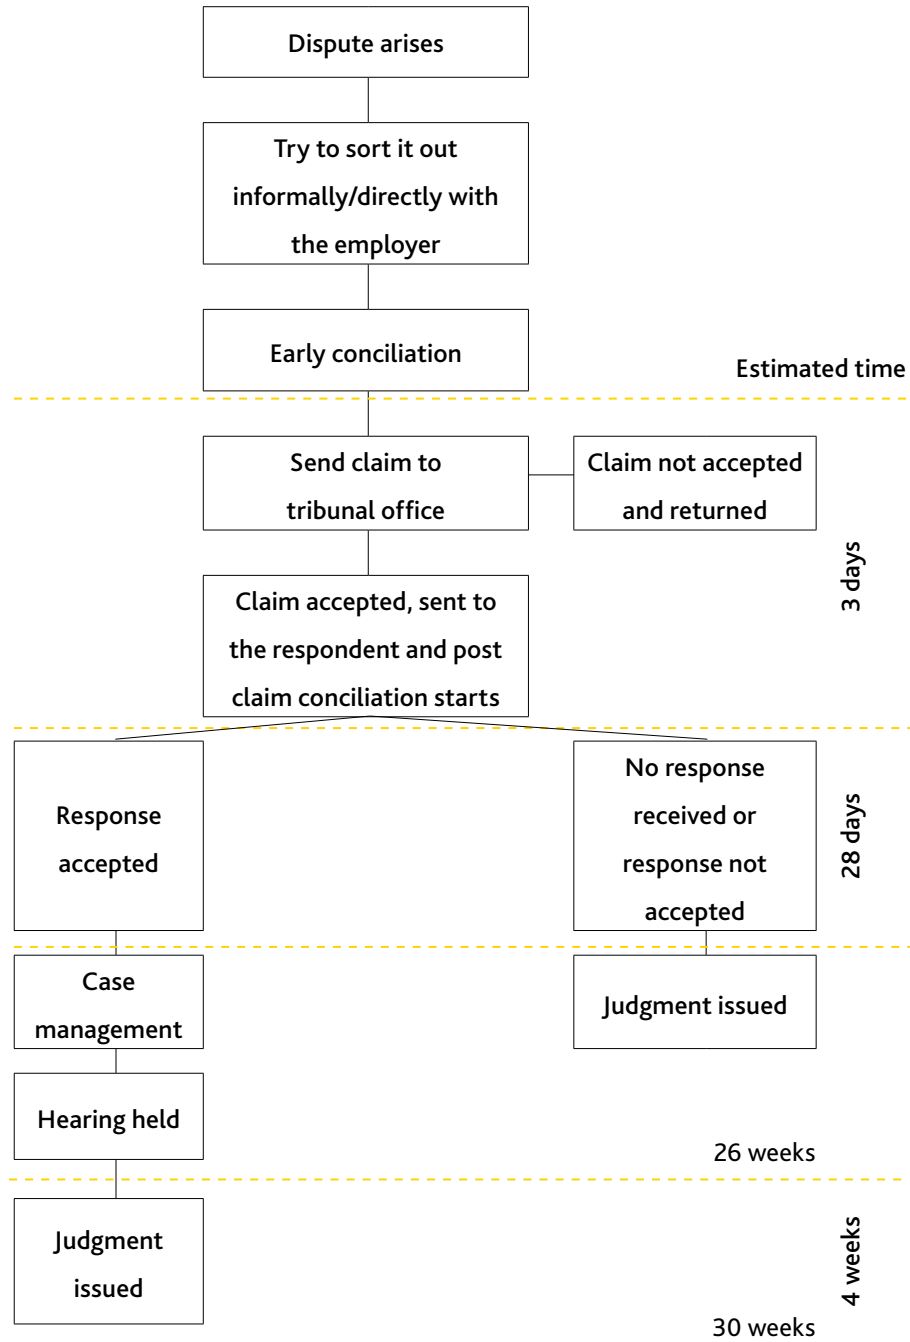 Dispute arises
Try to sort it out
informally/directly with
the employer
Early conciliation
Estimated time
Send claim to
tribunal office
Claim not accepted
and returned
3 days
Claim accepted, sent to
the respondent and post
claim conciliation starts
Response
accepted
No response
received or
response not
accepted
28 days
Case
management
Judgment issued
Hearing held
26 weeks
Judgment
issued
4 weeks
30 weeks